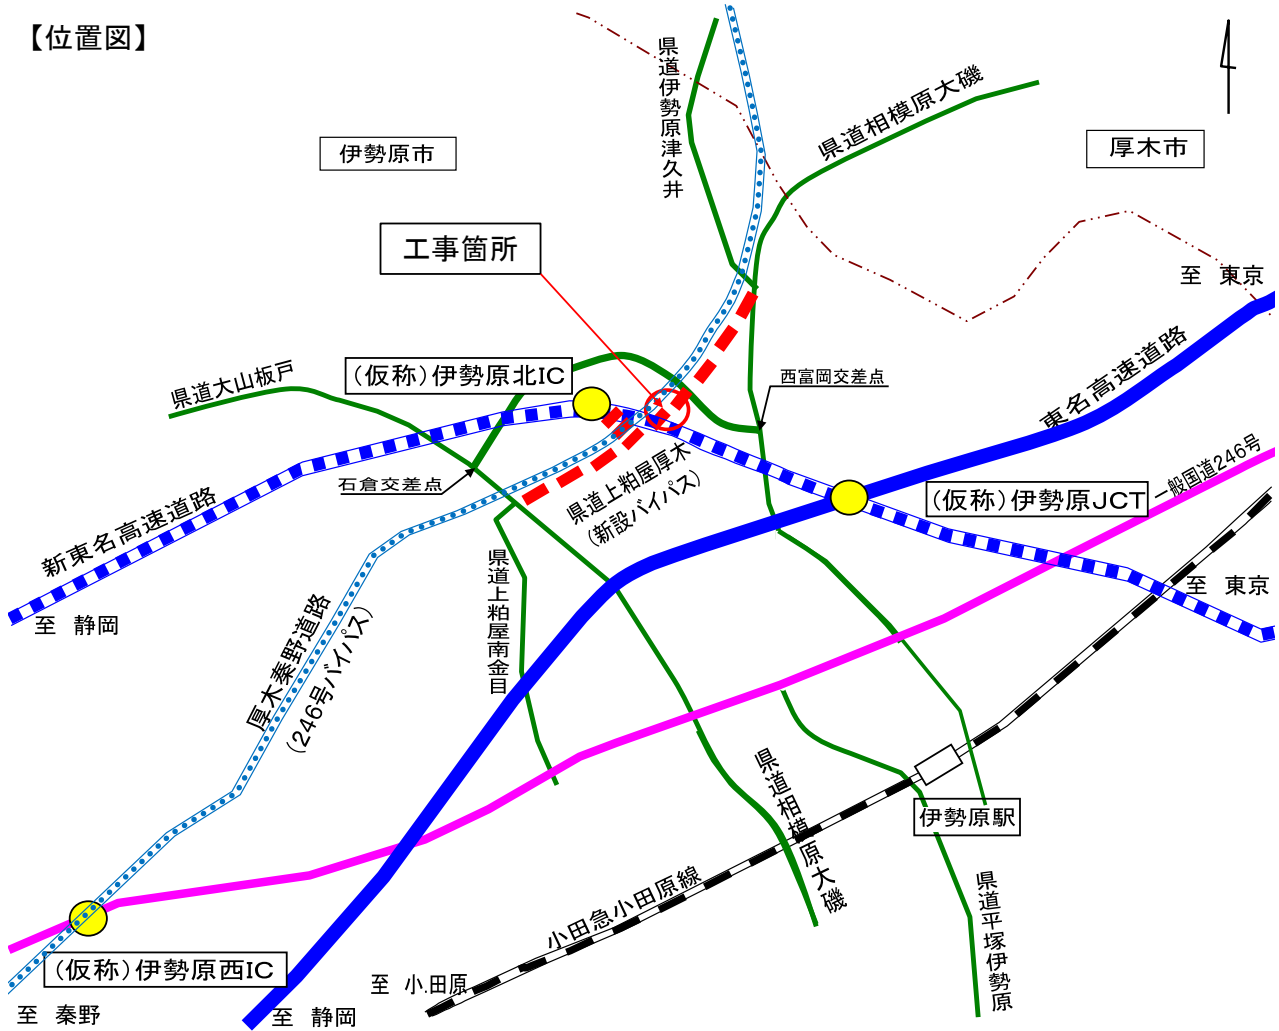 【位置図】
県道伊勢原津久井
県道相模原大磯
伊勢原市
厚木市
工事箇所
至 東京
東名高速道路
(仮称)伊勢原北IC
県道大山板戸
西富岡交差点
石倉交差点
県道上粕屋厚木
(新設バイパス)
(仮称)伊勢原JCT
一般国道246号
新東名高速道路
至 静岡
県道上粕屋南金目
至 東京
厚木秦野道路
(246号バイパス)
県道相模原大磯
伊勢原駅
小田急小田原線
県道平塚伊勢原
(仮称)伊勢原西IC
至 小.田原
至 秦野
至 静岡